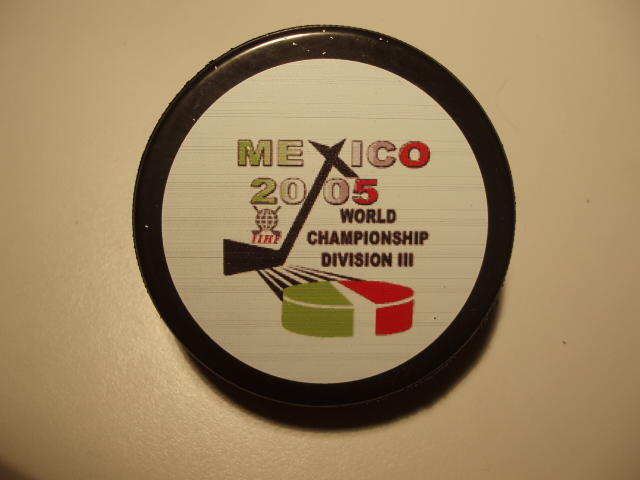 MEXICO
2005
IIHF
WORLD
CHAMPIONSHIP
DIVISION III